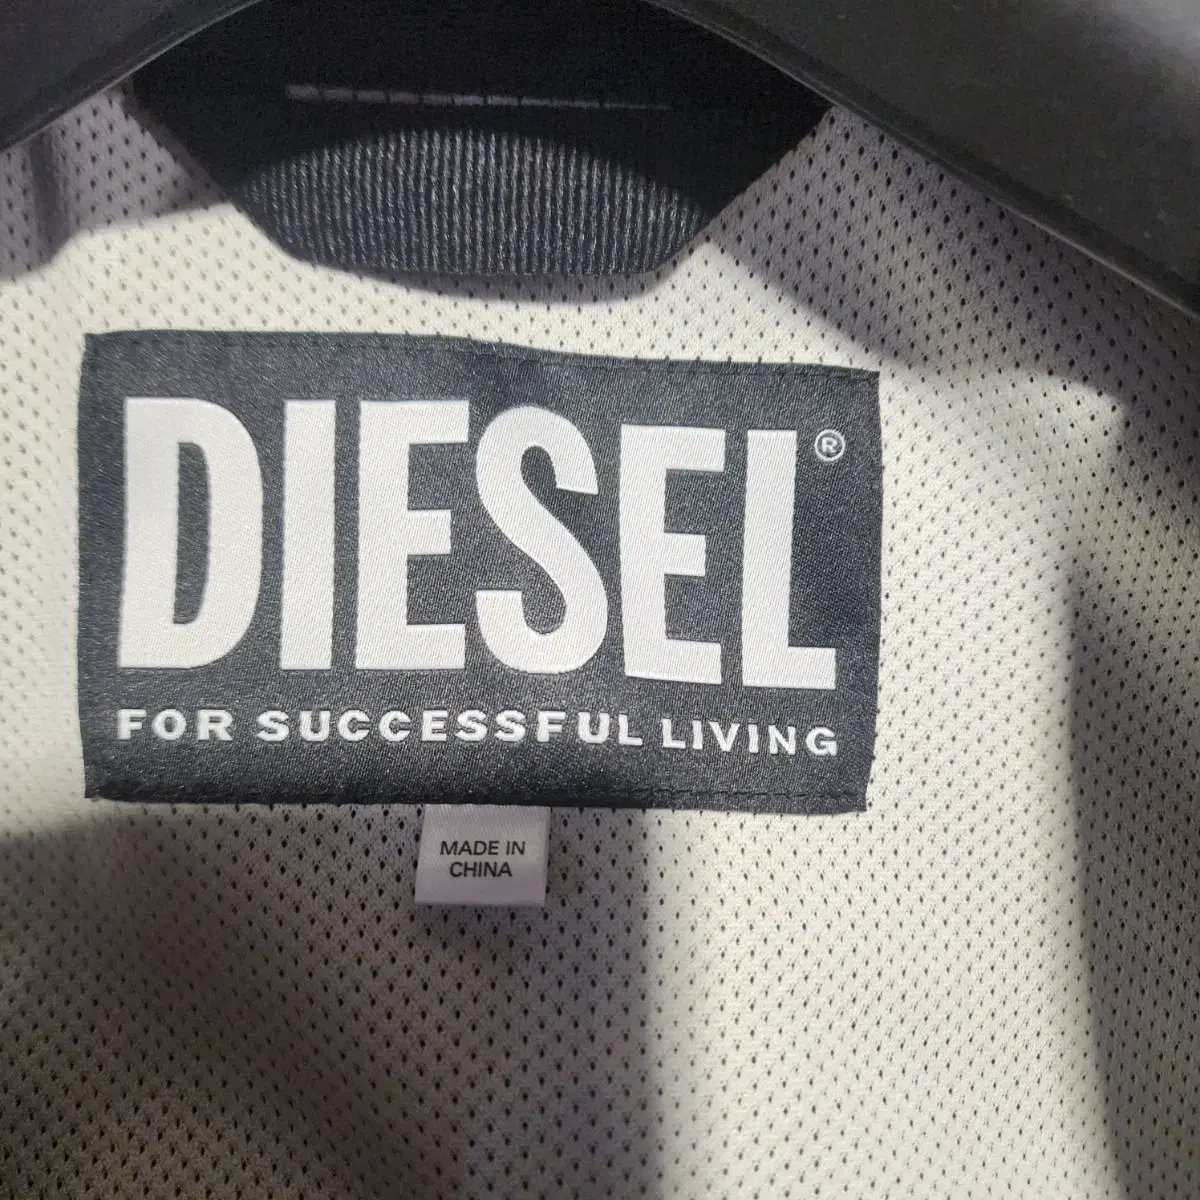 DIESEL®
FOR SUCCESSFUL LIVING
MADE IN
CHINA